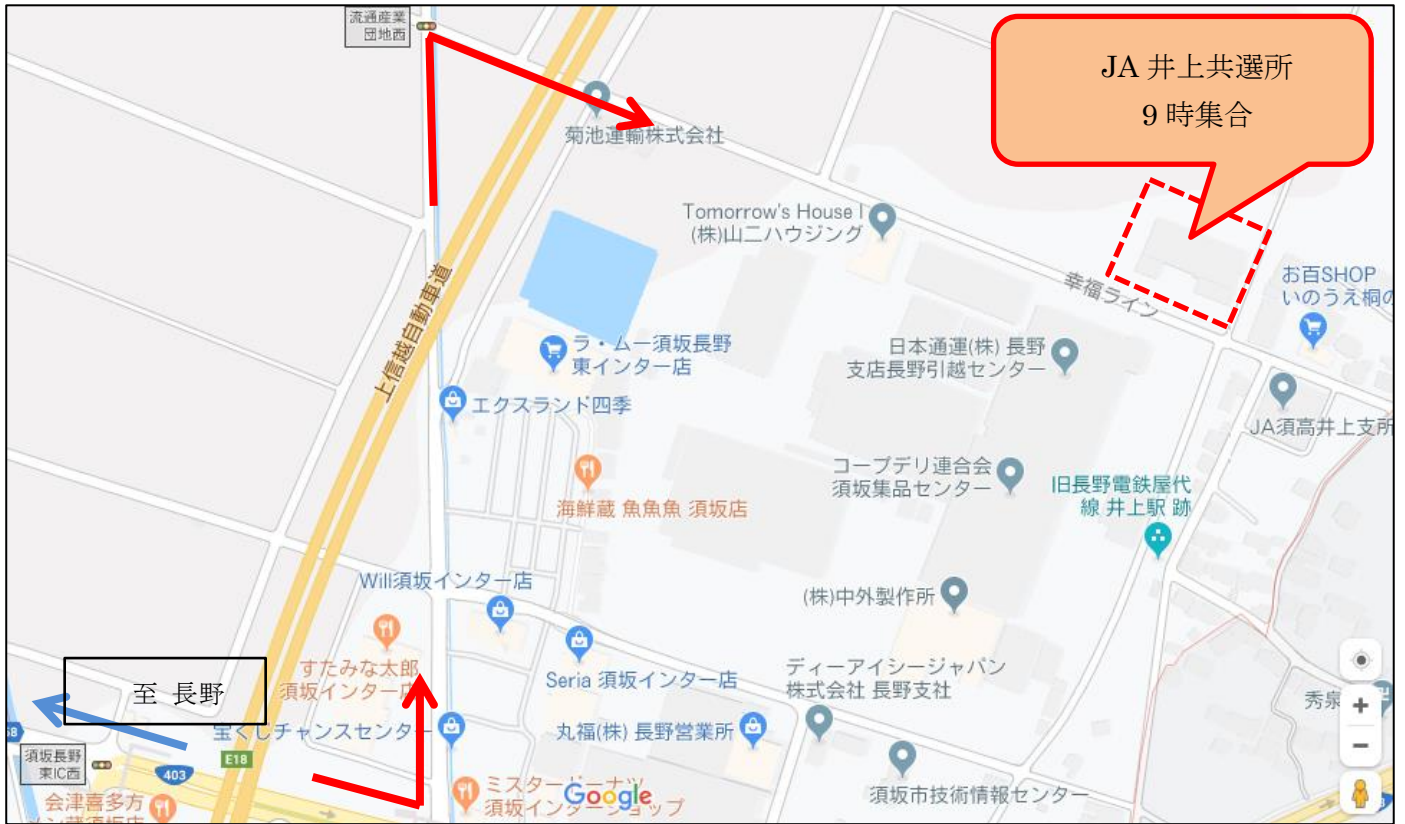 流通産業
団地西
JA 井上共選所
9 時集合
菊池運輸株式会社
Tomorrow's House I
(株)山二ハウジング
幸福ライン
お百SHOP
いのうえ桐の
上信越自動車道
ラ・ムー須坂長野
東インター店
日本通運(株) 長野
支店長野引越センター
エクスランド四季
JA須高井上支所
コープデリ連合会
須坂集品センター
旧長野電鉄屋代
線 井上駅 跡
海鮮蔵 魚魚魚 須坂店
Will須坂インター店
(株)中外製作所
すたみな太郎
須坂インター店
至 長野
Seria 須坂インター店
ディーアイシージャパン
株式会社 長野支社
秀泉
宝くじチャンスセンター
丸福(株) 長野営業所
須坂長野
東IC西
E18
403
ミスタードーナツ
須坂インターショップ
Google
須坂市技術情報センター
会津喜多方